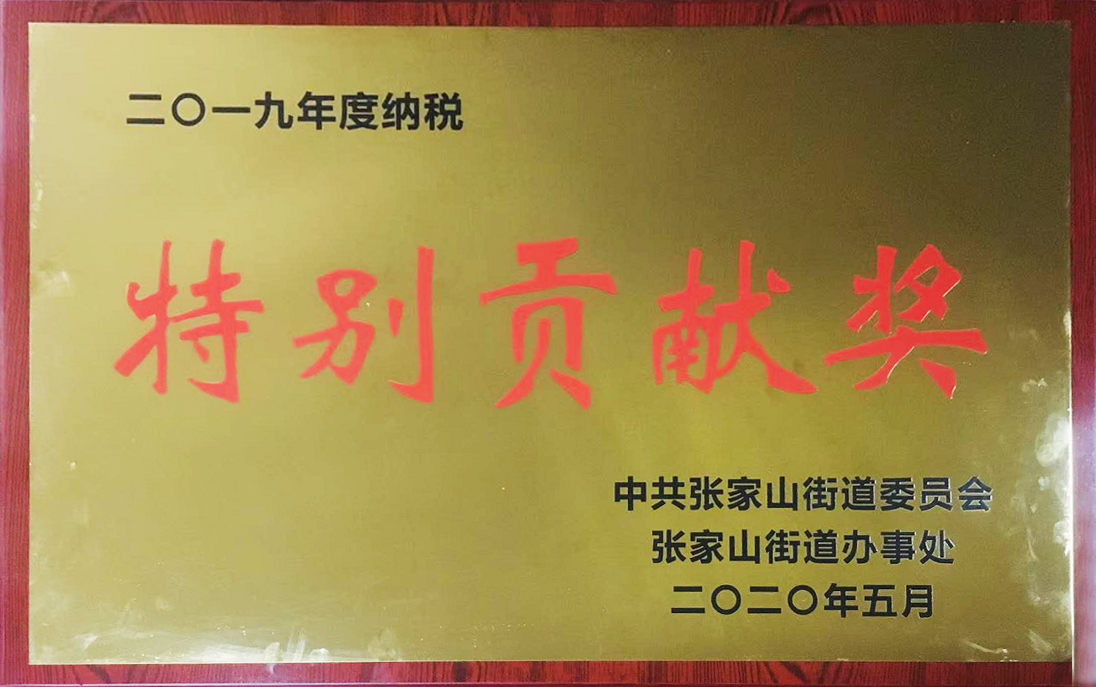 二〇一九年度纳税
特别贡献奖
中共张家山街道委员会
张家山街道办事处
二〇二〇年五月